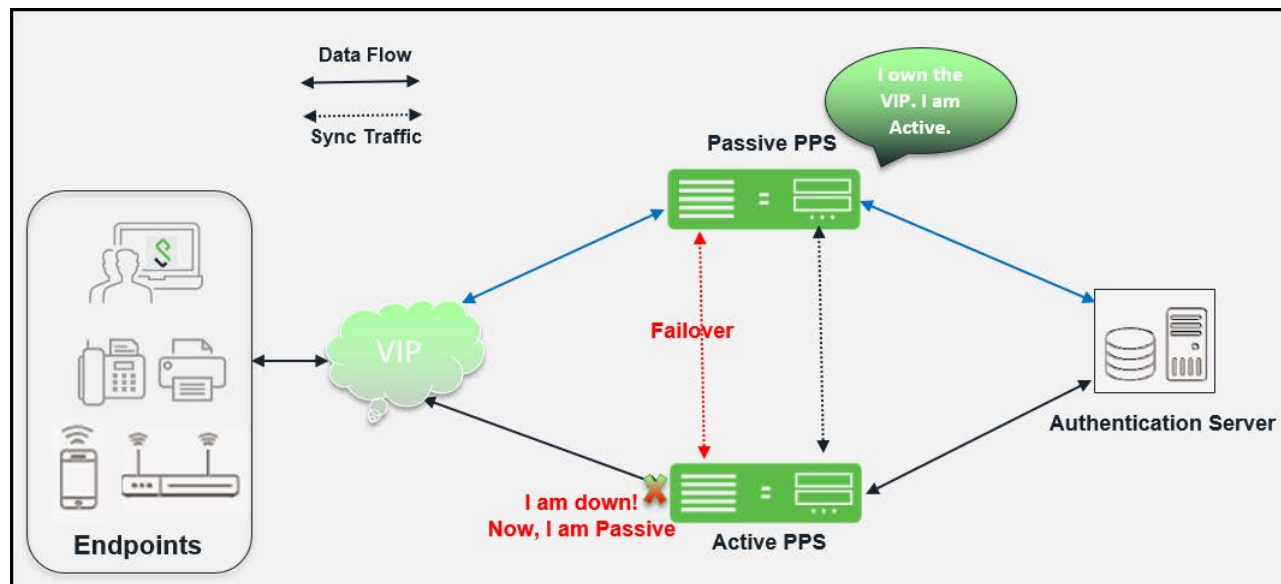 Data Flow
Sync Traffic
I own the
VIP. I am
Active.
Passive PPS
VIP
Failover
Authentication Server
I am down!
Now, I am Passive
Active PPS
Endpoints